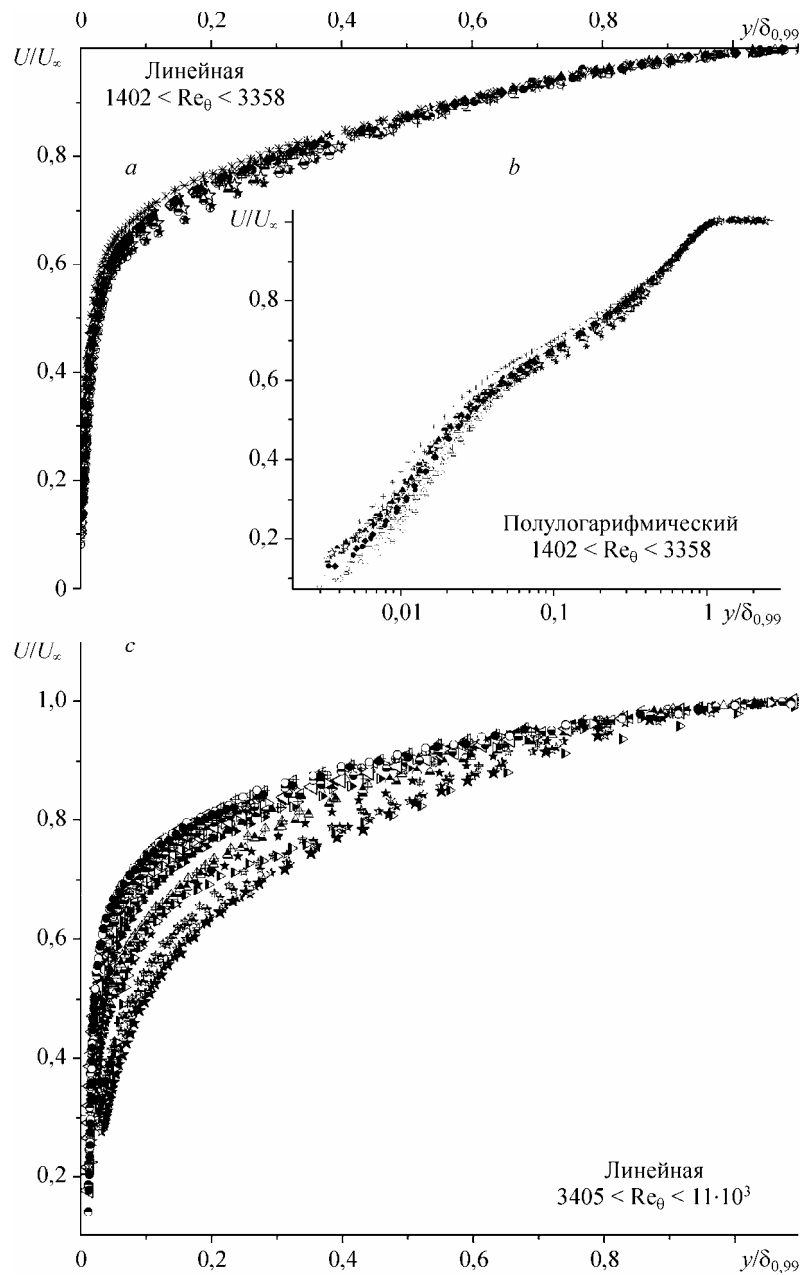 0 0,2 0,4 0,6 0,8 y/δ0,99
U/U∞
Линейная
1402 < Reθ < 3358
0,8
a
b
U/U∞
0,6
0,8
0,4
0,6
0,4
0,2
Полулогарифмический
0,2
1402 < Reθ < 3358
0
0,01 0,1 1 y/δ0,99
U/U∞
c
1,0
0,8
0,6
0,4
0,2
Линейная
3405 < Reθ < 11·10³
0 0,2 0,4 0,6 0,8 y/δ0,99